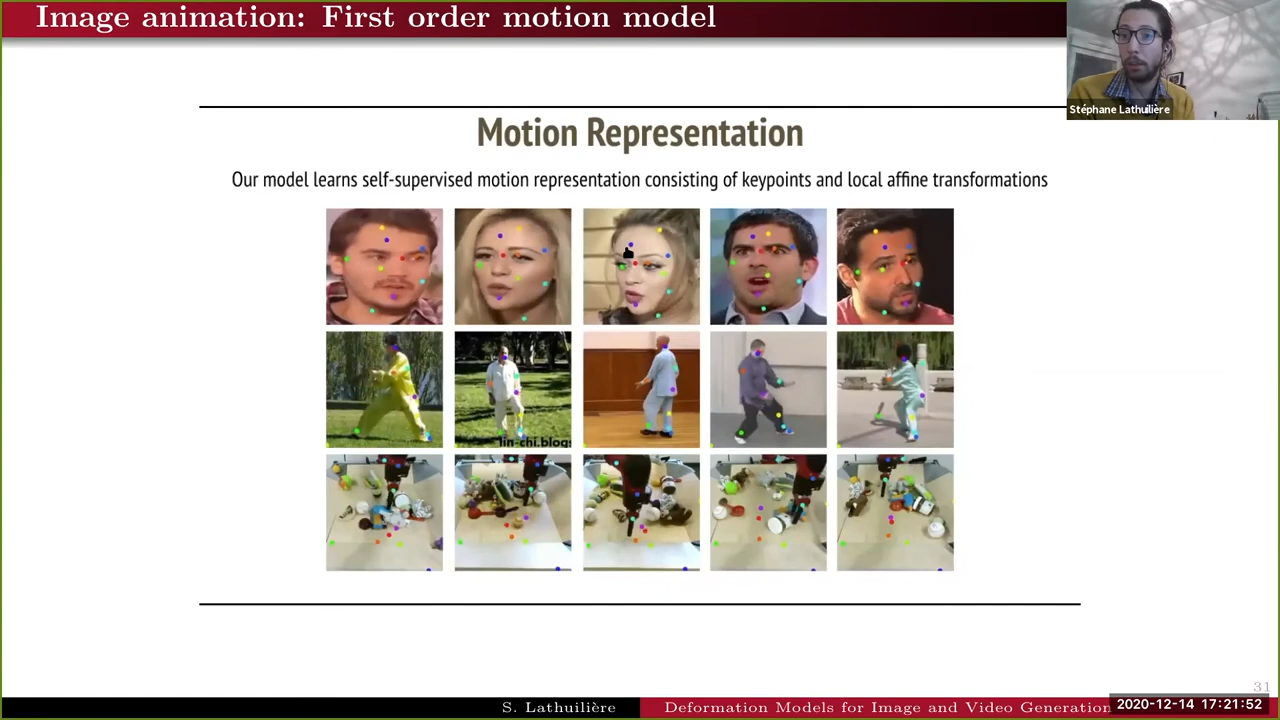 Image animation: First order motion model
Stéphane Lathuilière
Motion Representation
Our model learns self-supervised motion representation consisting of keypoints and local affine transformations
lin-chi.blogs
31
S. Lathuilière
Deformation Models for Image and Video Generation
2020-12-14 17:21:52